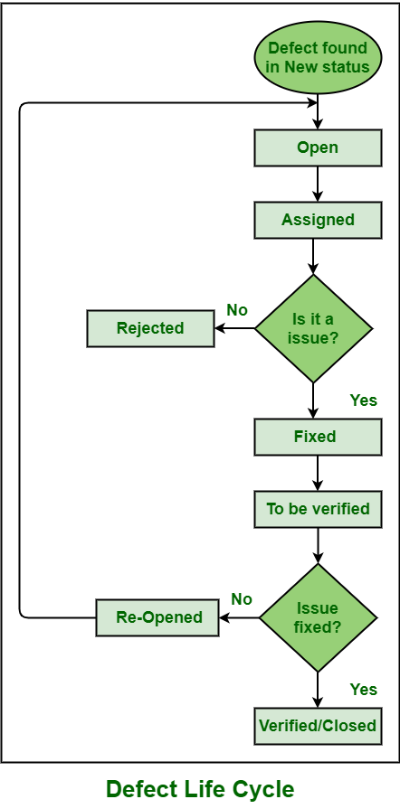 Defect found
in New status
Open
Assigned
Is it a
issue?
No
Rejected
Yes
Fixed
To be verified
Issue
fixed?
No
Re-Opened
Yes
Verified/Closed
Defect Life Cycle